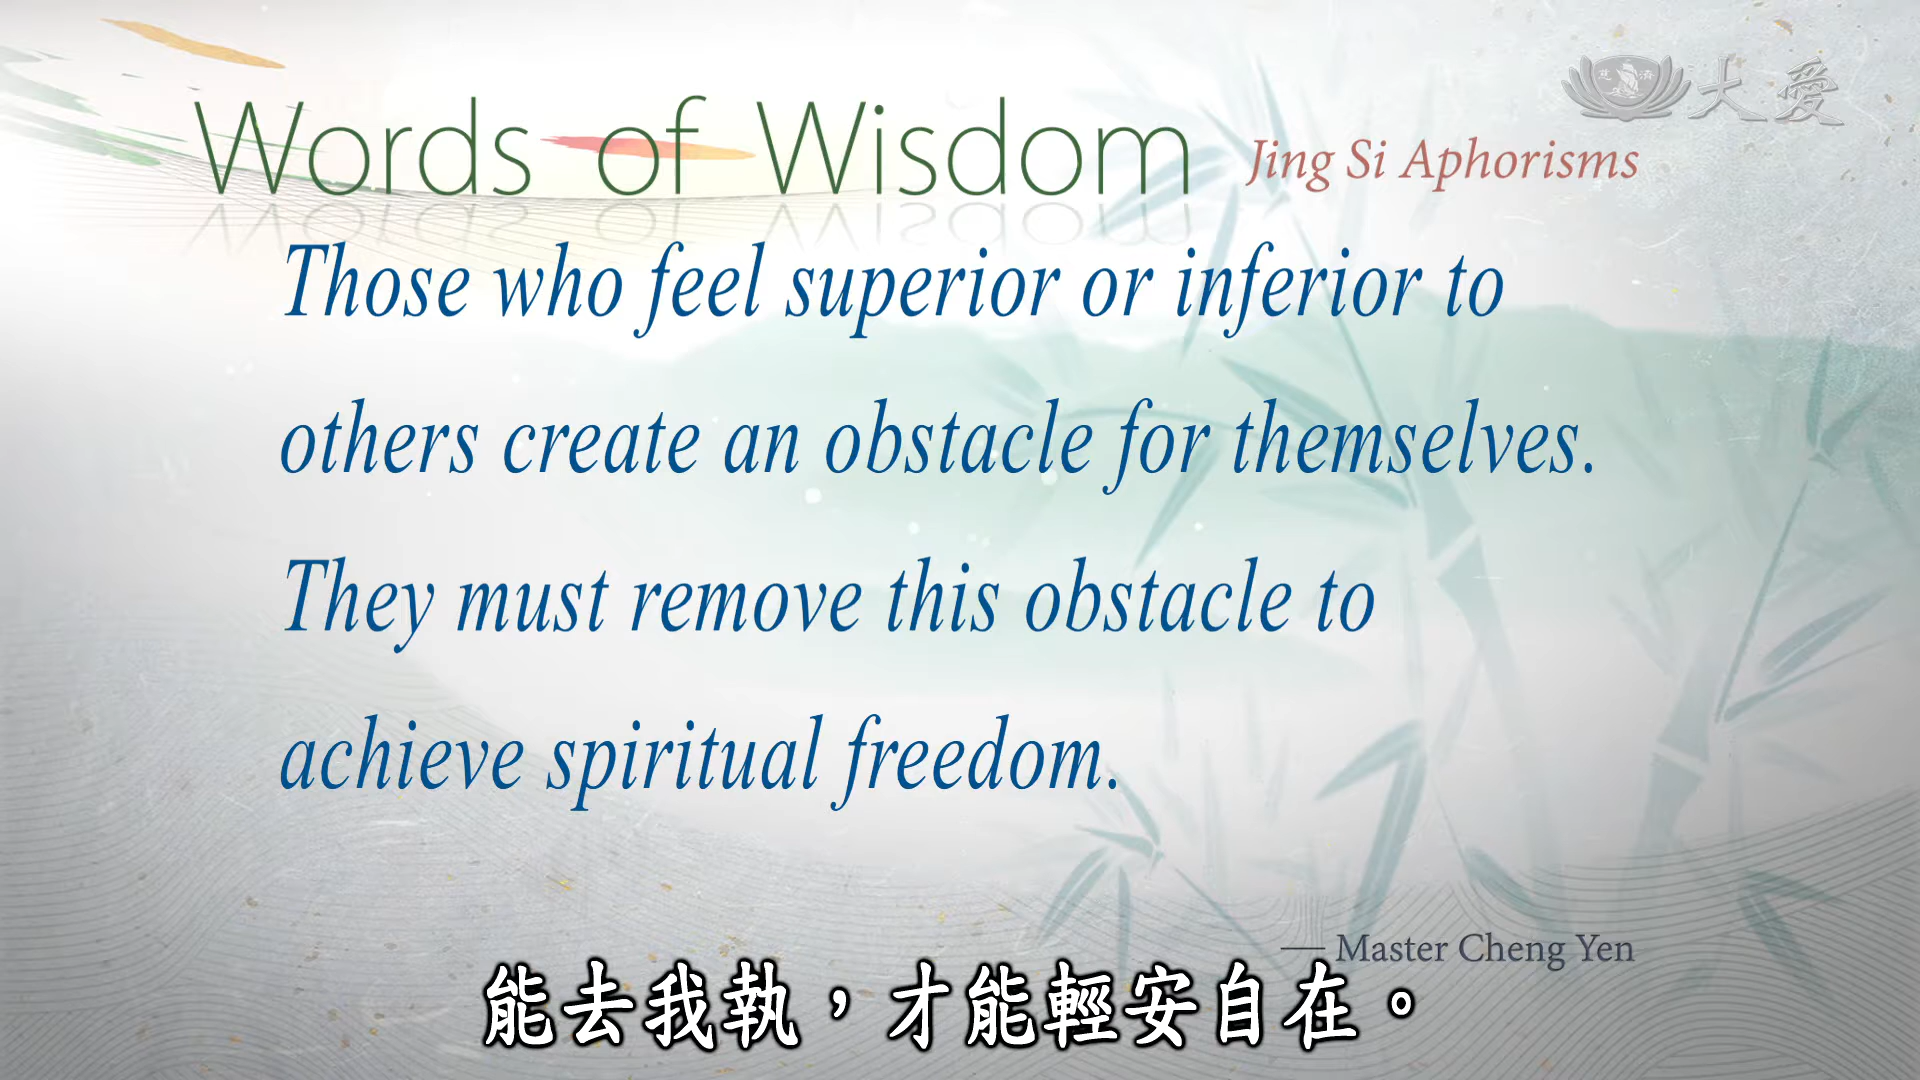 大愛
慈濟
Words of Wisdom Jing Si Aphorisms
Those who feel superior or inferior to
others create an obstacle for themselves.
They must remove this obstacle to
achieve spiritual freedom.
— Master Cheng Yen
能去我執，才能輕安自在。